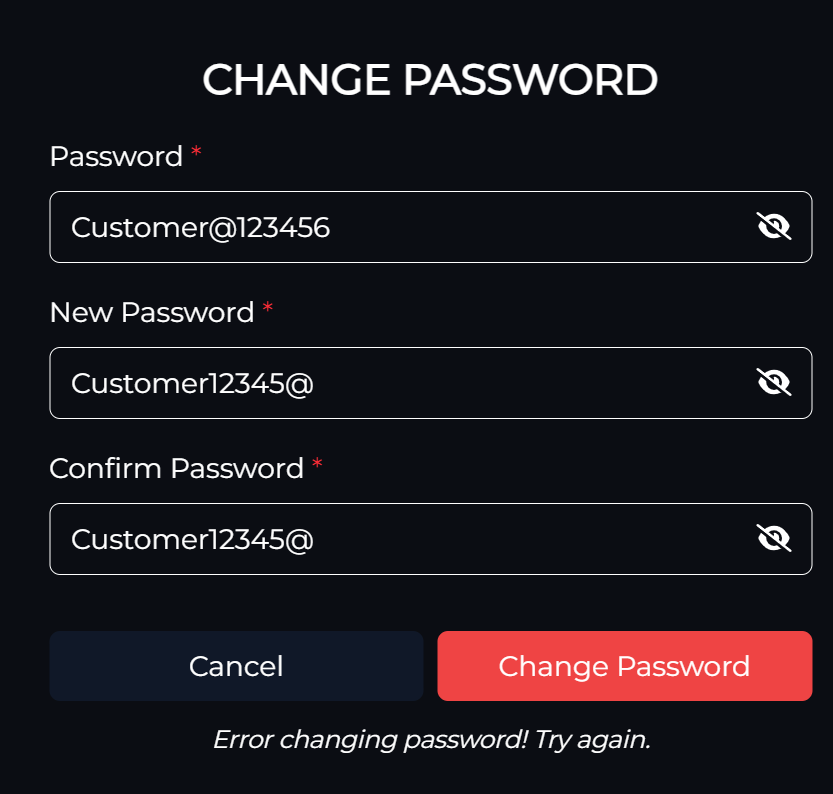 CHANGE PASSWORD
Password *
Customer@123456
New Password *
Customer12345@
Confirm Password *
Customer12345@
Cancel
Change Password
Error changing password! Try again.